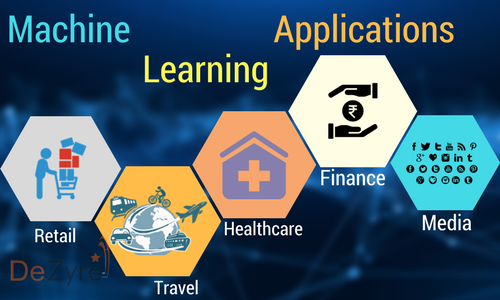 Machine
Applications
Learning
Retail
Travel
Healthcare
Finance
Media
DeZyre